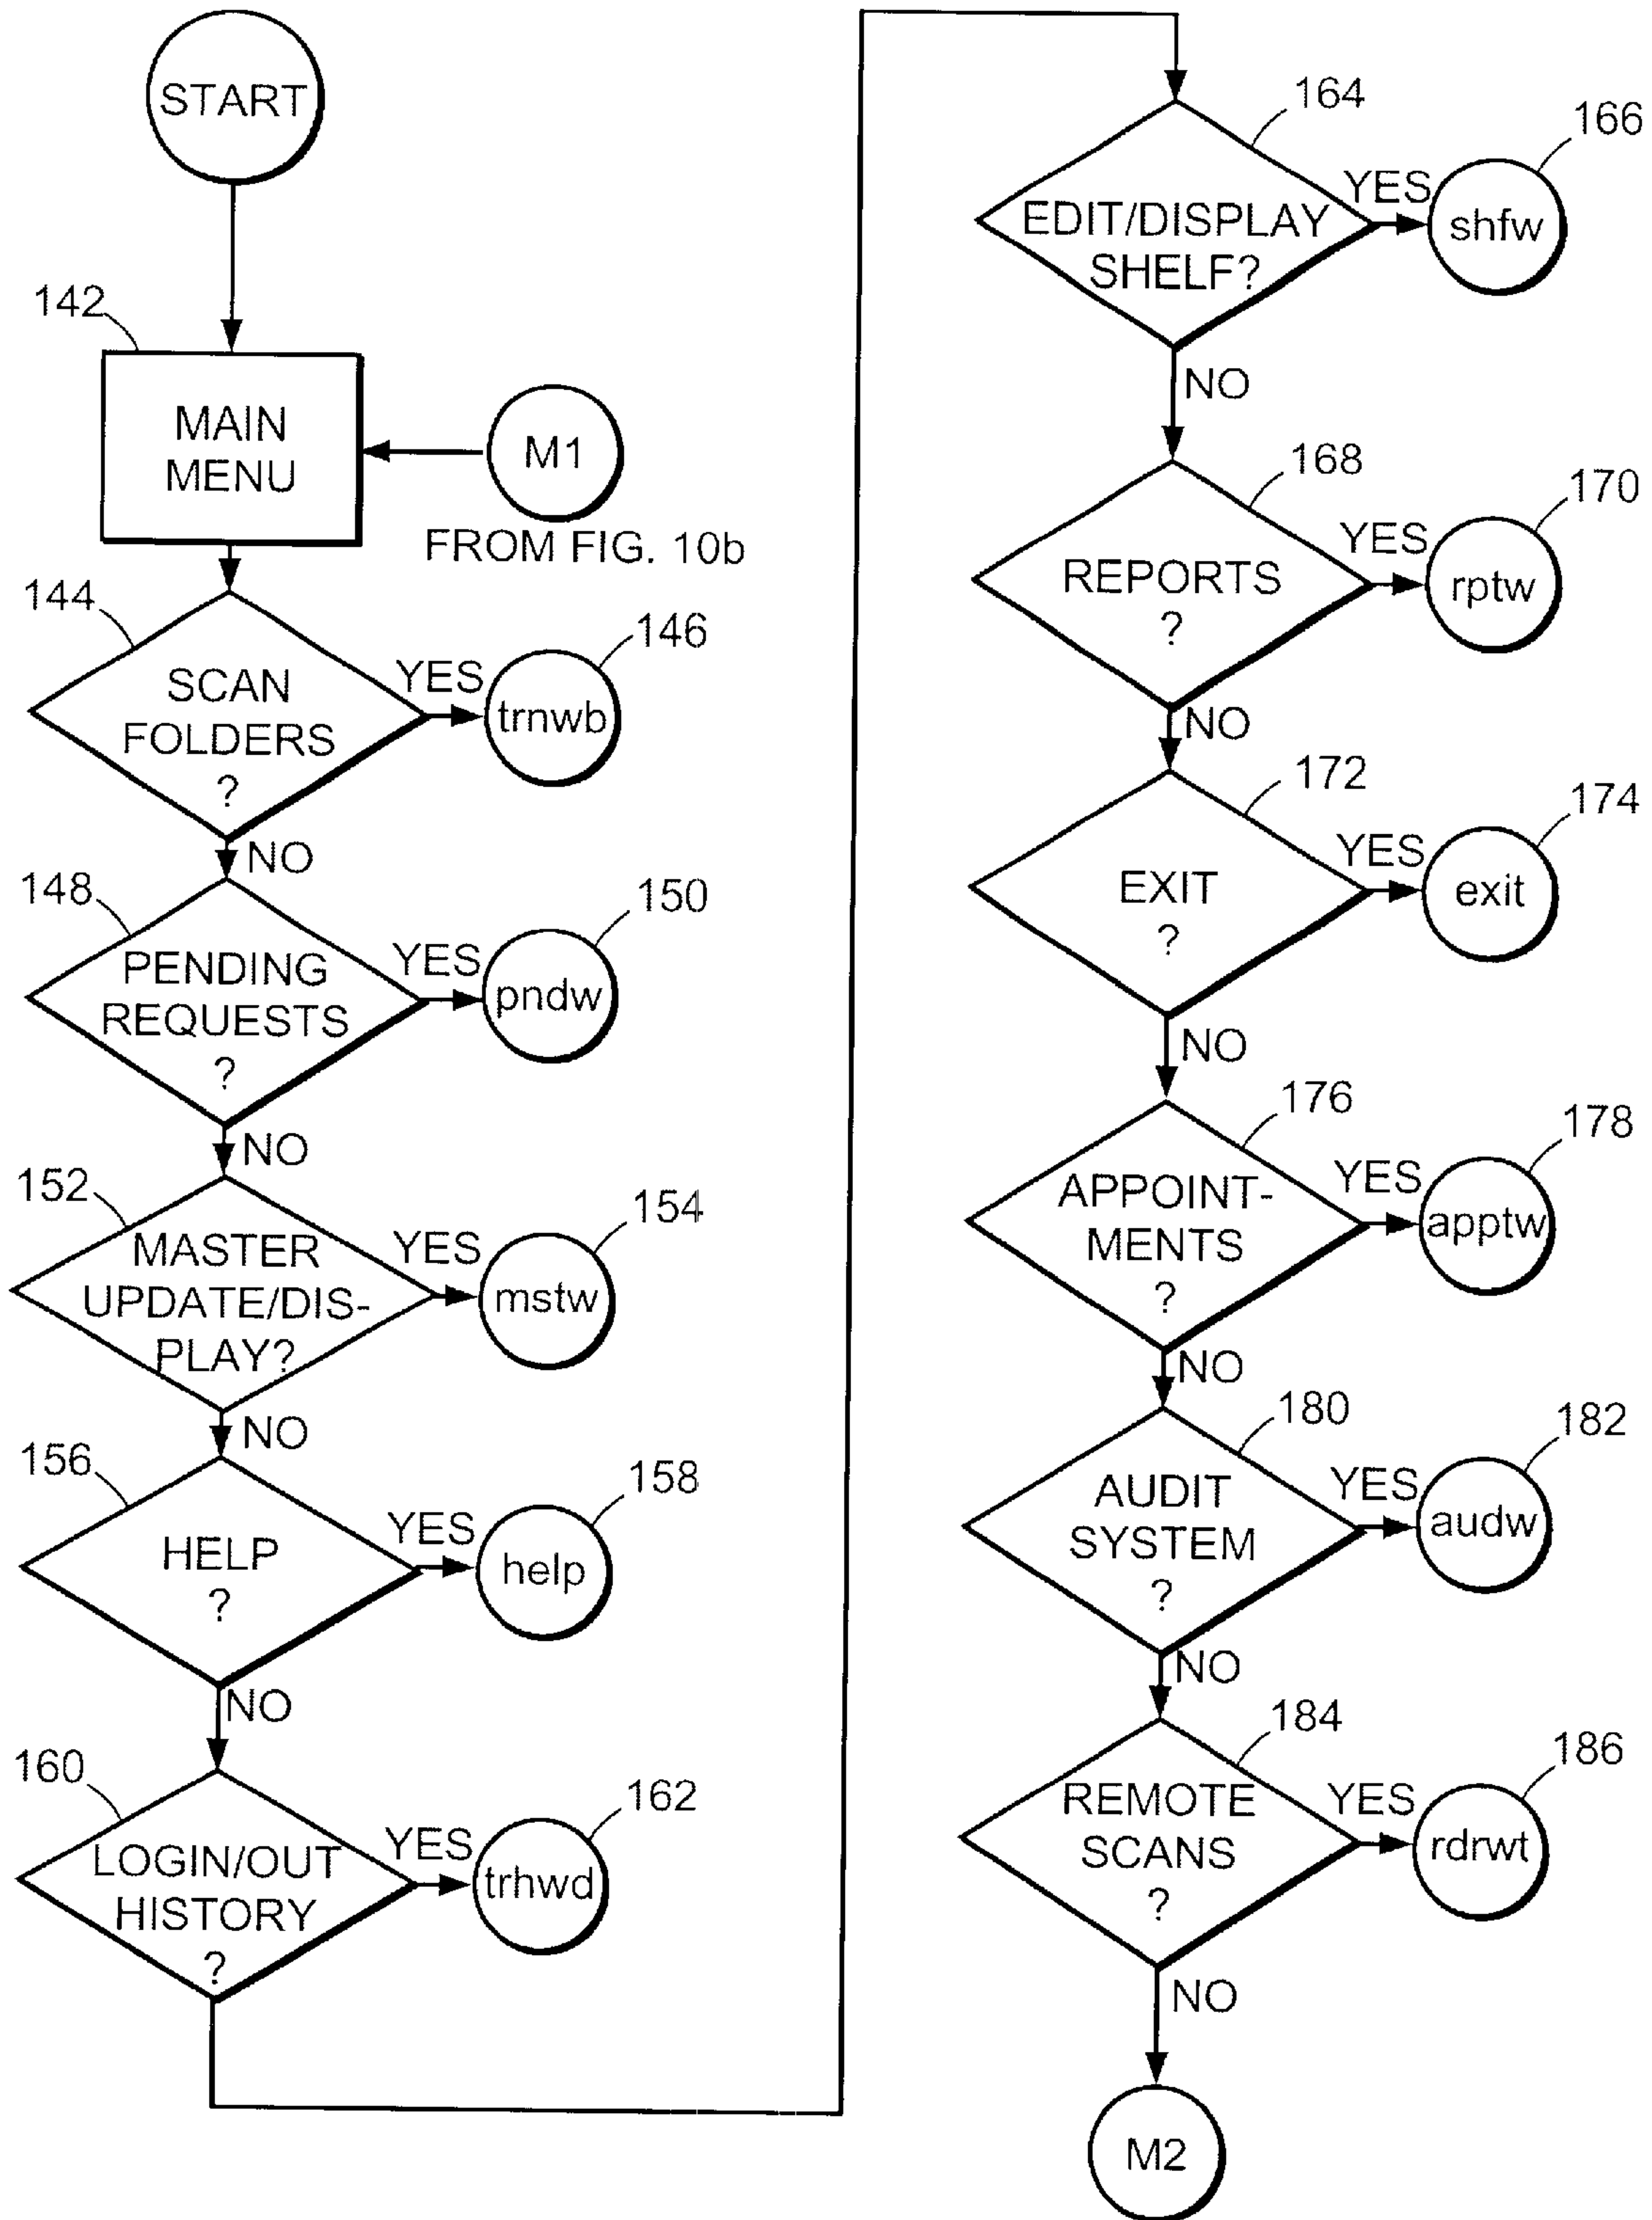 START
142
MAIN
MENU
M1
FROM FIG. 10b
144
SCAN
FOLDERS
?
YES
146
trnwb
NO
148
PENDING
REQUESTS
?
YES
150
pndw
NO
152
MASTER
UPDATE/DIS-
PLAY?
YES
154
mstw
NO
156
HELP
?
YES
158
help
NO
160
LOGIN/OUT
HISTORY
?
YES
162
trhwd
164
EDIT/DISPLAY
SHELF?
YES
166
shfw
NO
168
REPORTS
?
YES
170
rptw
NO
172
EXIT
?
YES
174
exit
NO
176
APPOINT-
MENTS
?
YES
178
apptw
NO
180
AUDIT
SYSTEM
?
YES
182
audw
NO
184
REMOTE
SCANS
?
YES
186
rdrwt
NO
M2